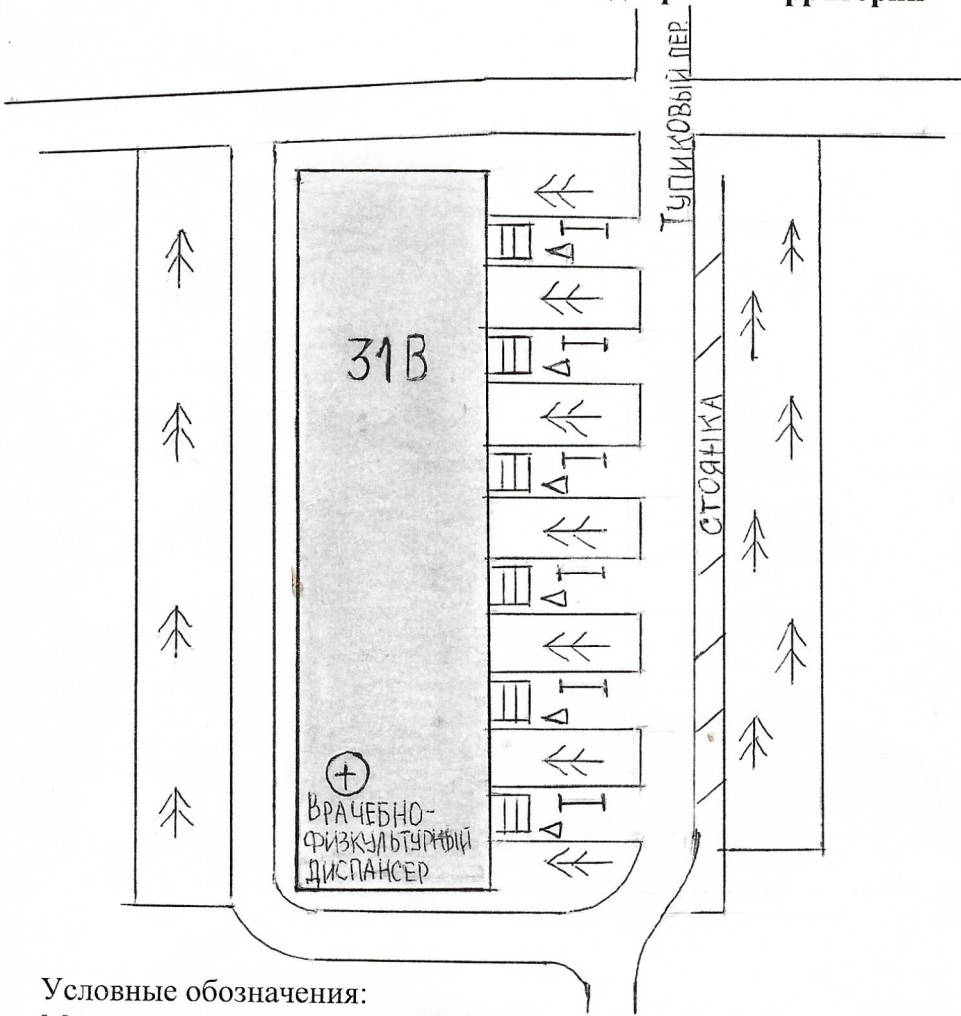 ТУПИКОВЫЙ ПЕР.
31В
СТОЯНКА
ВРАЧЕБНО-
ФИЗКУЛЬТУРНЫЙ
ДИСПАНСЕР
Условные обозначения: